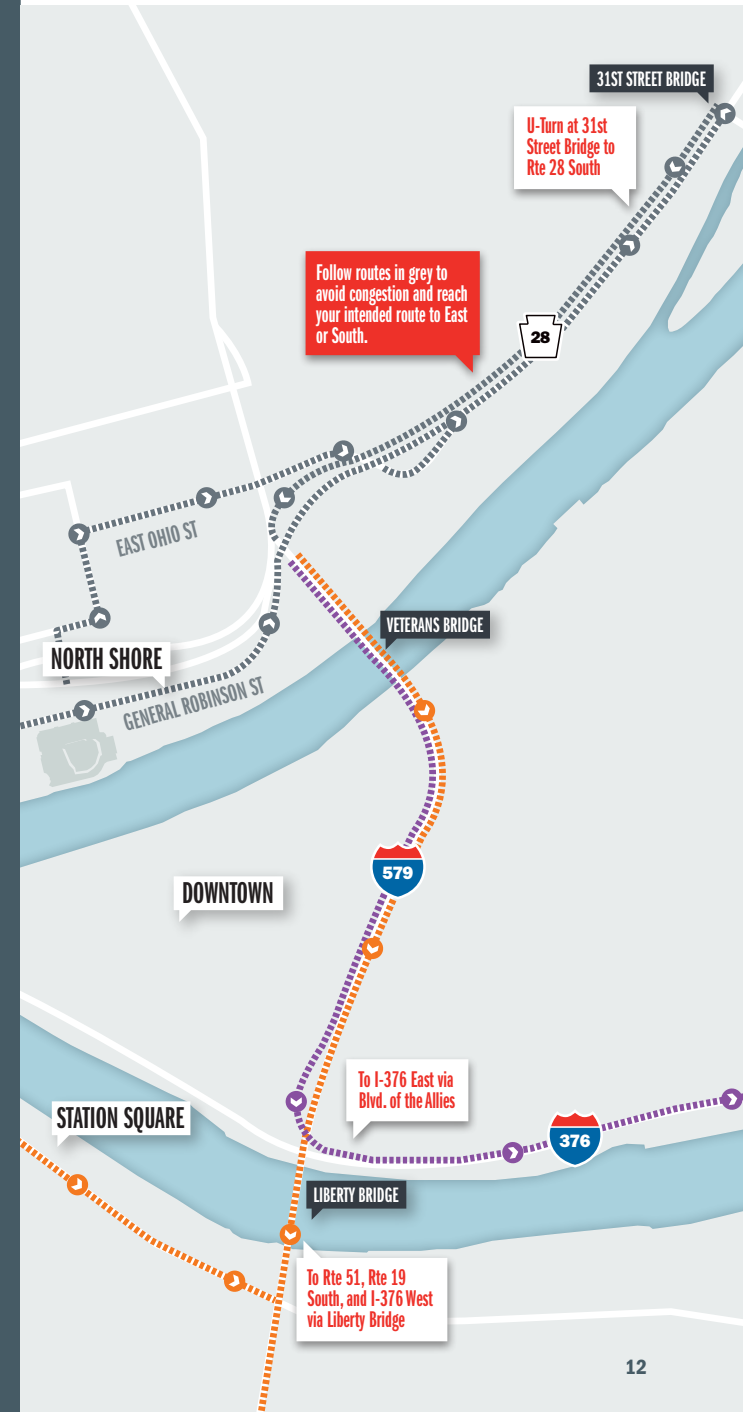 31ST STREET BRIDGE
U-Turn at 31st
Street Bridge to
Rte 28 South
Follow routes in grey to
avoid congestion and reach
your intended route to East
or South.
28
EAST OHIO ST
VETERANS BRIDGE
NORTH SHORE
GENERAL ROBINSON ST
579
DOWNTOWN
To I-376 East via
Blvd. of the Allies
STATION SQUARE
376
LIBERTY BRIDGE
To Rte 51, Rte 19
South, and I-376 West
via Liberty Bridge
12